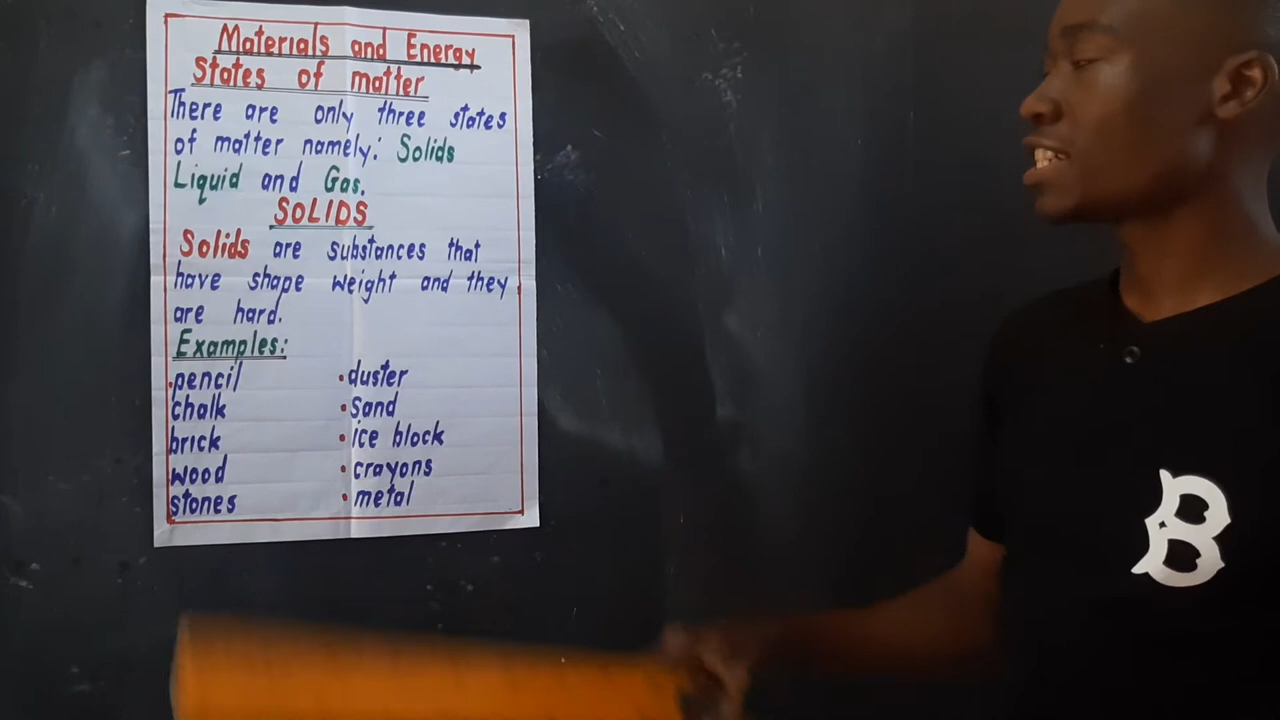 Materials and Energy
States of matter
There are only three states
of matter namely: Solids
Liquid and Gas.
SOLIDS
Solids are substances that
have shape weight and they
are hard.
Examples:
.pencil
chalk
brick
wood
stones
• duster
• Sand
• ice block
• crayons
• metal
B